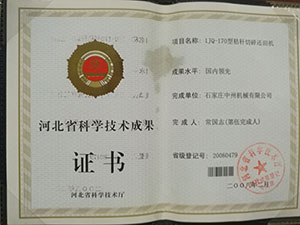 河北省科学技术成果
证书
河北省科学技术厅
项目名称: LJQ-170型秸秆切碎还田机
成果水平: 国内领先
完成单位: 石家庄中州机械有限公司
完成人: 常国志(第伍完成人)
省级登记号: 20060479